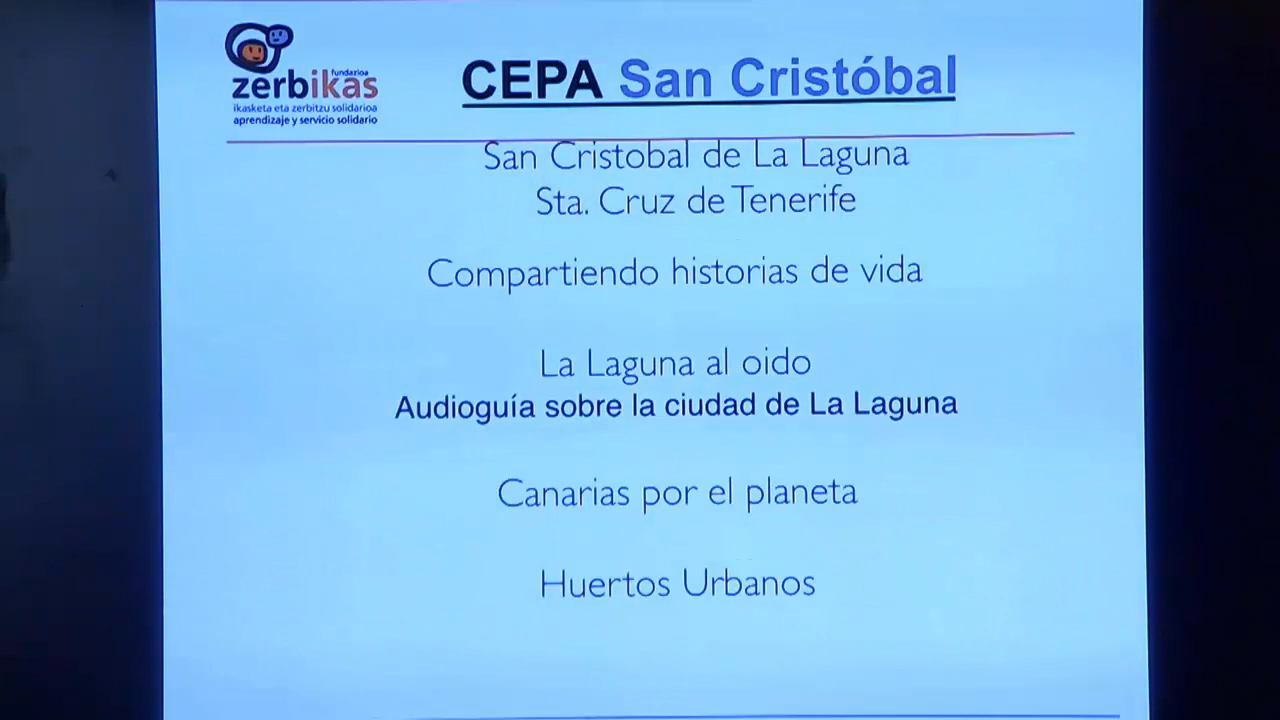 fundazioa
zerbikas
ikasketa eta zerbitzu solidarioa
aprendizaje y servicio solidario
CEPA San Cristóbal
San Cristobal de La Laguna
Sta. Cruz de Tenerife
Compartiendo historias de vida
La Laguna al oido
Audioguía sobre la ciudad de La Laguna
Canarias por el planeta
Huertos Urbanos